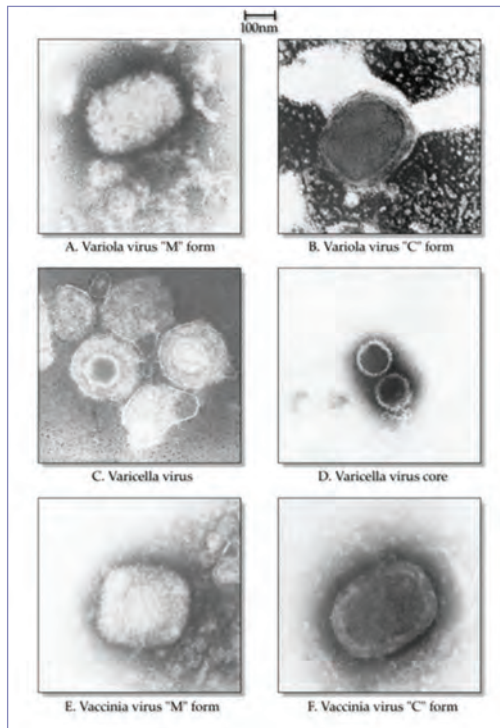 100nm
A. Variola virus "M" form
B. Variola virus "C" form
C. Varicella virus
D. Varicella virus core
E. Vaccinia virus "M" form
F. Vaccinia virus "C" form